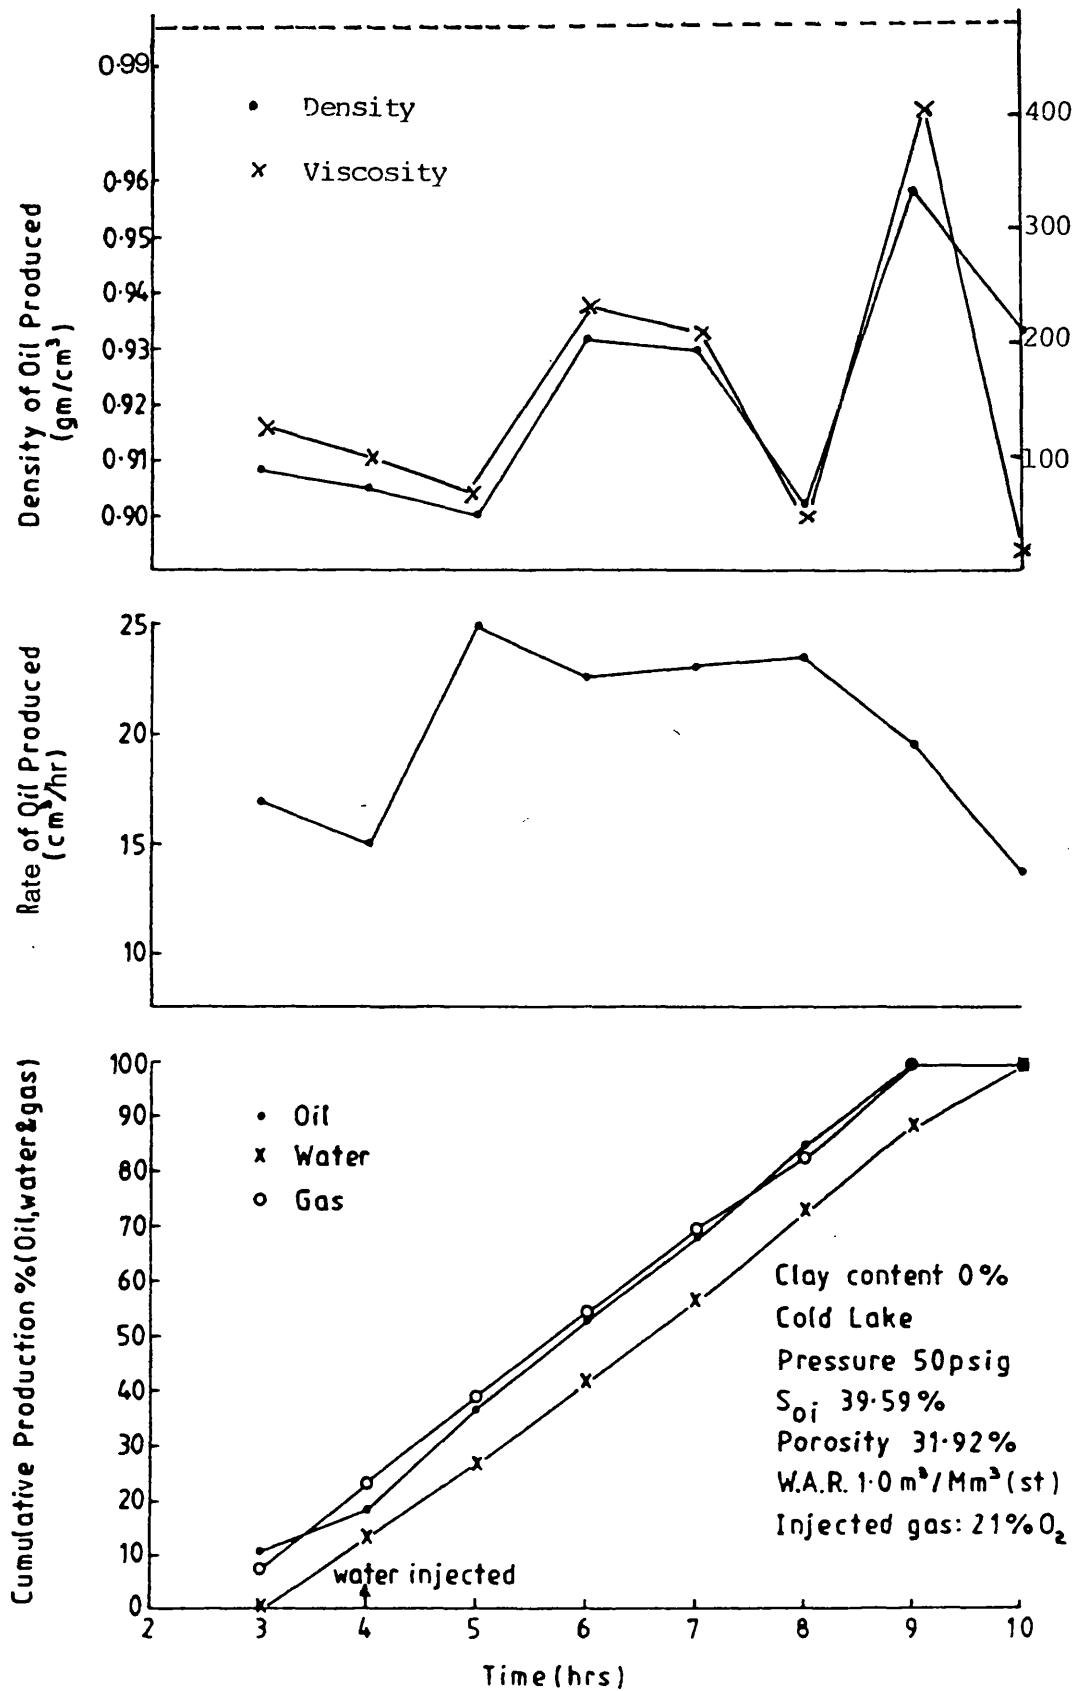 0·99
0·96
0·95
0·94
0·93
0·92
0·91
0·90
Density of Oil Produced
(gm/cm³)
Density
Viscosity
400
300
200
100
25
20
15
10
Rate of Oil Produced
(cm³/hr)
100
90
80
70
60
50
40
30
20
10
0
Cumulative Production %(Oil,water&gas)
Oil
Water
Gas
Clay content 0%
Cold Lake
Pressure 50psig
Soi 39·59%
Porosity 31·92%
W.A.R. 1·0 m³/Mm³(st)
Injected gas: 21%O₂
water injected
2 3 4 5 6 7 8 9 10
Time(hrs)